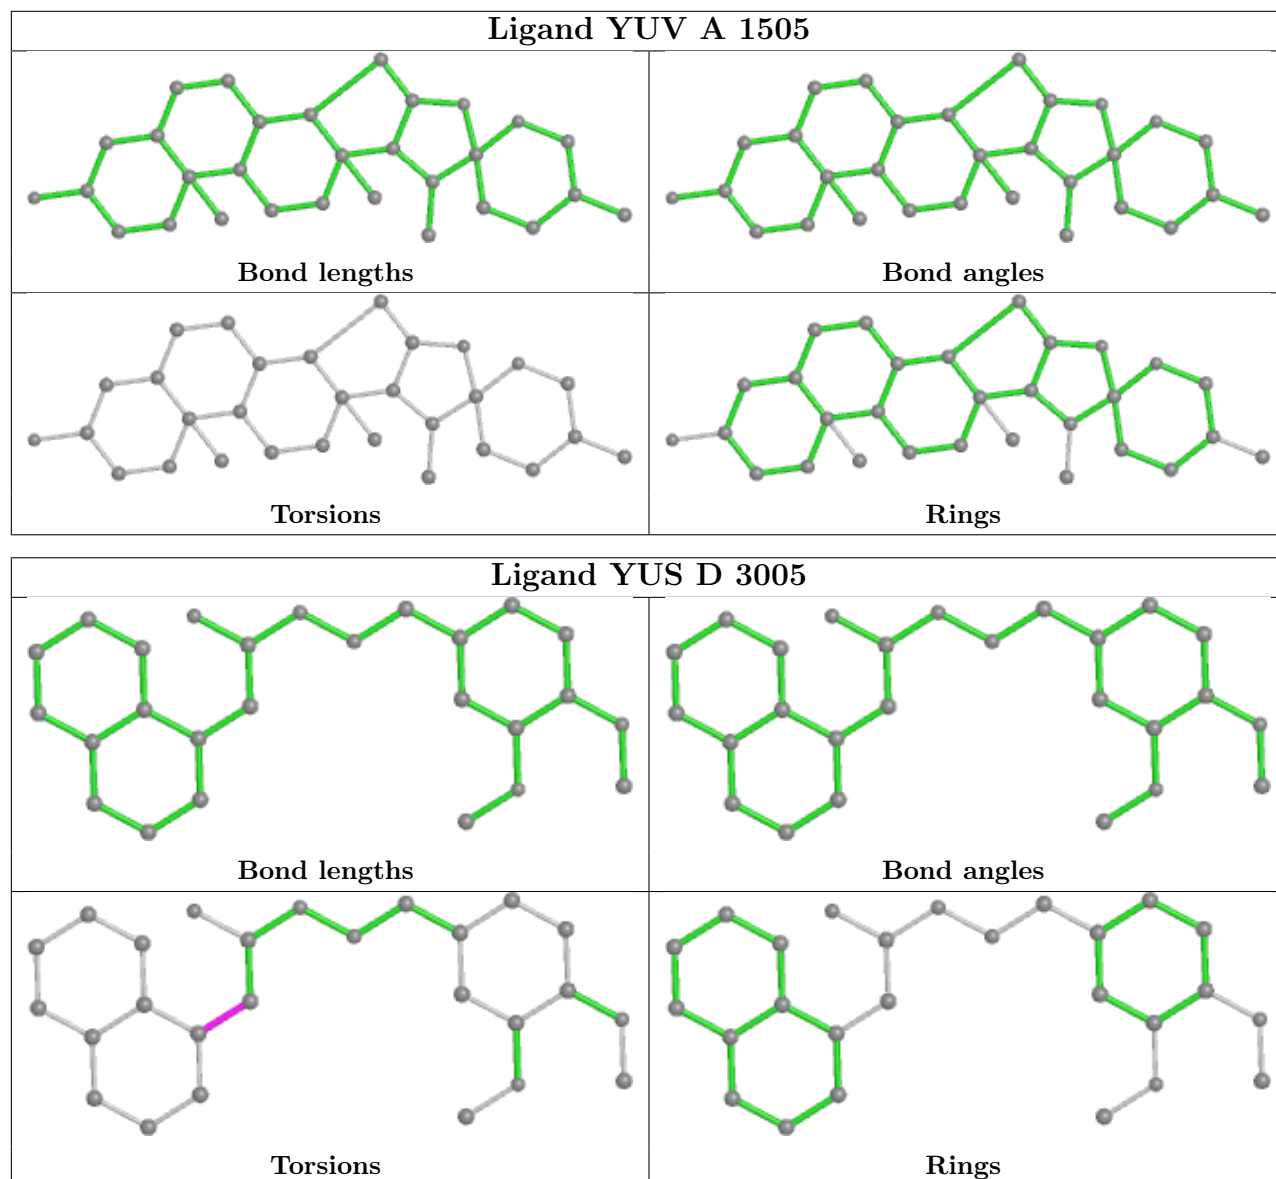 Ligand YUV A 1505
Bond lengths
Bond angles
Torsions
Rings
Ligand YUS D 3005
Bond lengths
Bond angles
Torsions
Rings